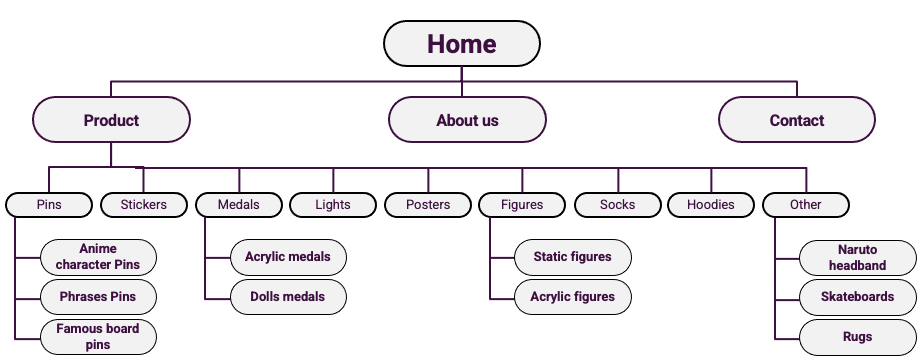 Home
Product
About us
Contact
Pins
Stickers
Medals
Lights
Posters
Figures
Socks
Hoodies
Other
Anime
character Pins
Phrases Pins
Famous board
pins
Acrylic medals
Dolls medals
Static figures
Acrylic figures
Naruto
headband
Skateboards
Rugs